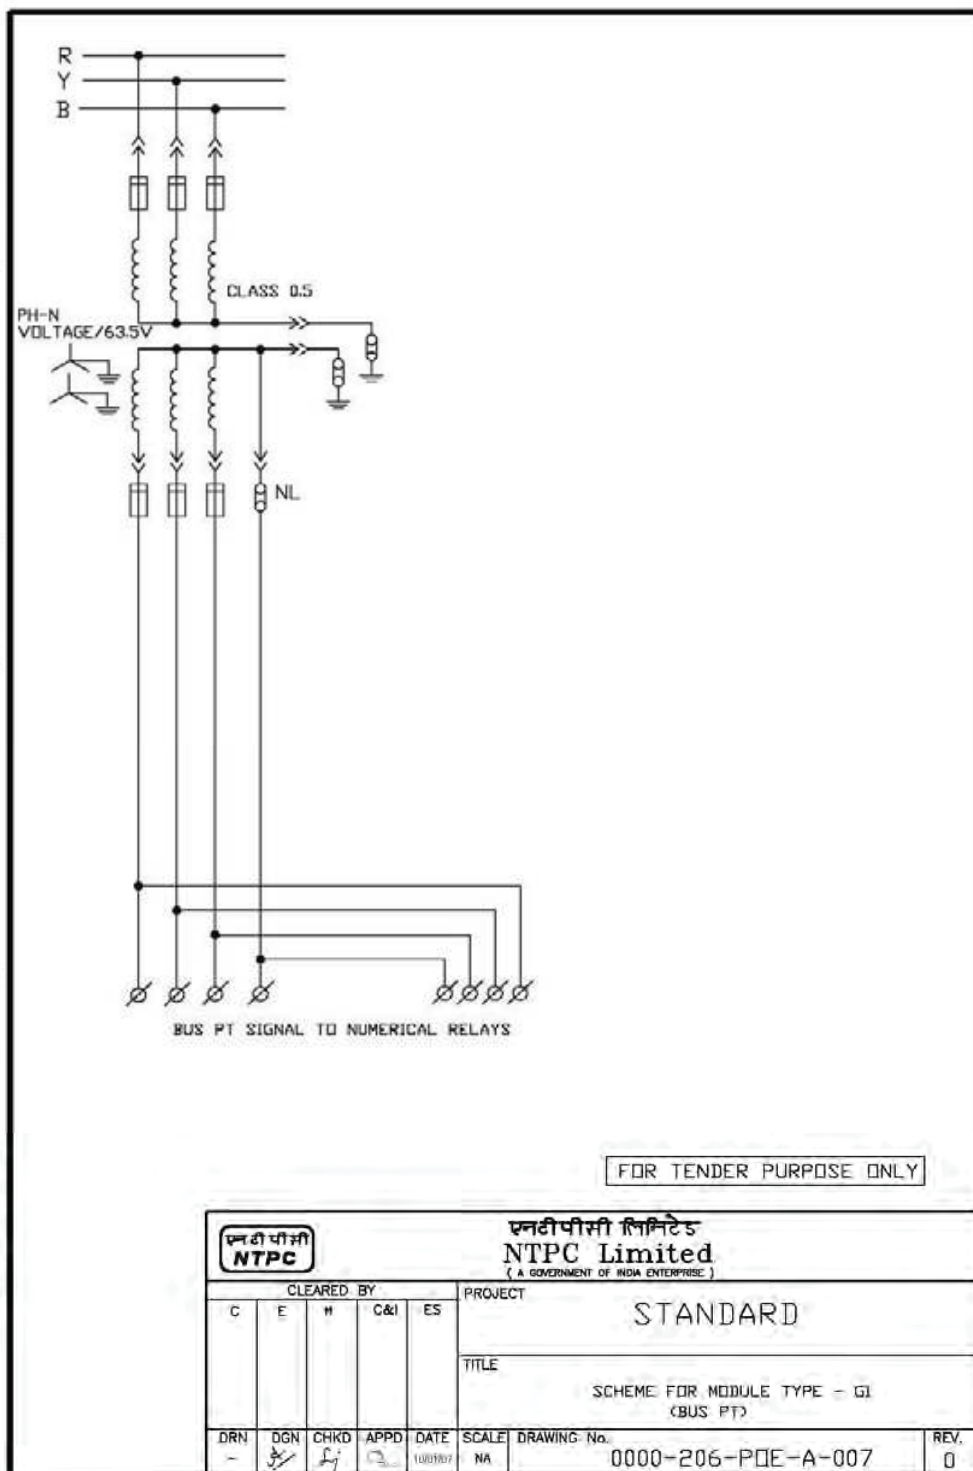 R
Y
B
CLASS 0.5
PH-N
VOLTAGE/63.5V
NL
BUS PT SIGNAL TO NUMERICAL RELAYS
FOR TENDER PURPOSE ONLY
एनटीपीसी
NTPC
एनटीपीसी लिमिटेड
NTPC Limited
( A GOVERNMENT OF INDIA ENTERPRISE )
CLEARED BY
C E M C&I ES
PROJECT
STANDARD
TITLE
SCHEME FOR MODULE TYPE - G1
(BUS PT)
DRN DGN CHKD APPD DATE SCALE DRAWING No. REV.
- NA 0000-206-POE-A-007 0